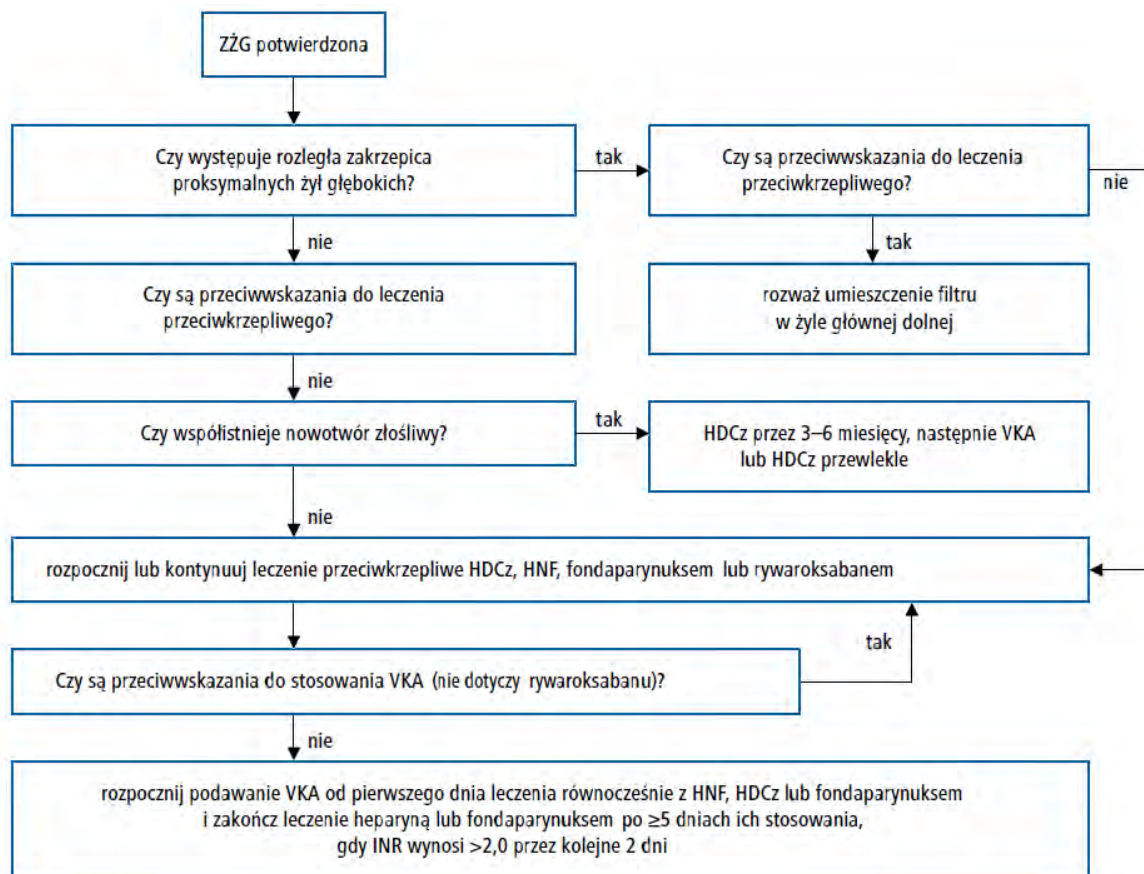 ZŻG potwierdzona
Czy występuje rozległa zakrzepica
proksymalnych żył głębokich?
tak
Czy są przeciwwskazania do leczenia
przeciwkrzepliwego?
nie
nie
tak
Czy są przeciwwskazania do leczenia
przeciwkrzepliwego?
rozważ umieszczenie filtru
w żyle głównej dolnej
nie
Czy współistnieje nowotwór złośliwy?
tak
HDCz przez 3–6 miesięcy, następnie VKA
lub HDCz przewlekle
nie
rozpocznij lub kontynuuj leczenie przeciwkrzepliwe HDCz, HNF, fondaparynuksem lub rywaroksabanem
tak
Czy są przeciwwskazania do stosowania VKA (nie dotyczy rywaroksabanu)?
nie
rozpocznij podawanie VKA od pierwszego dnia leczenia równocześnie z HNF, HDCz lub fondaparynuksem
i zakończ leczenie heparyną lub fondaparynuksem po ≥5 dniach ich stosowania,
gdy INR wynosi >2,0 przez kolejne 2 dni